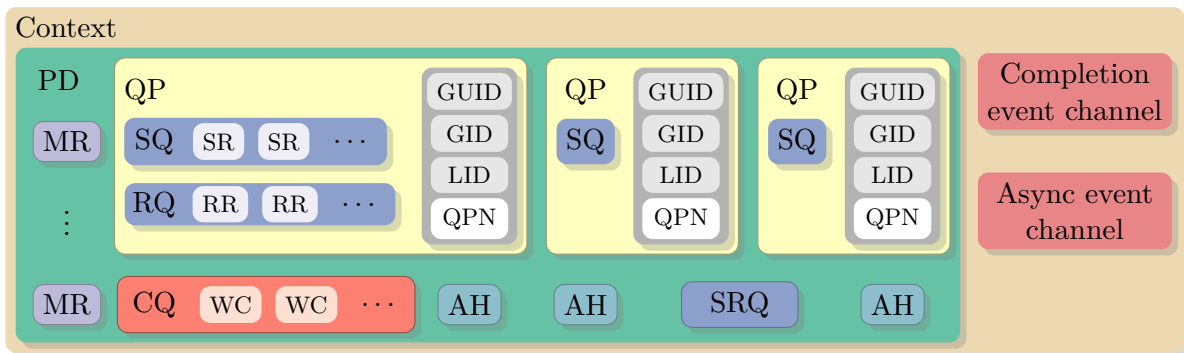 Context
PD
MR
⋮
MR
QP
SQ SR SR ···
RQ RR RR ···
GUID
GID
LID
QPN
QP
SQ
GUID
GID
LID
QPN
QP
SQ
GUID
GID
LID
QPN
CQ WC WC ···
AH
AH
SRQ
AH
Completion
event channel
Async event
channel